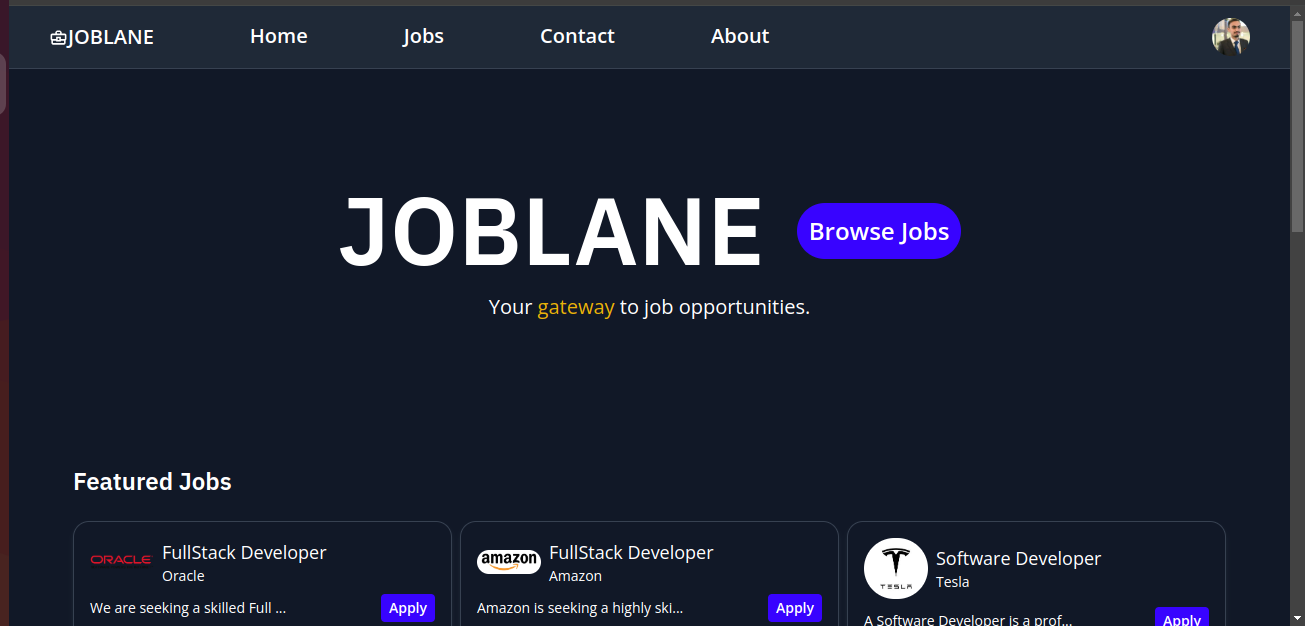 JOBLANE Home Jobs Contact About
JOBLANE Browse Jobs
Your gateway to job opportunities.
Featured Jobs
ORACLE FullStack Developer
Oracle
We are seeking a skilled Full ... Apply
amazon FullStack Developer
Amazon
Amazon is seeking a highly ski... Apply
TESLA Software Developer
Tesla
A Software Developer is a prof... Apply